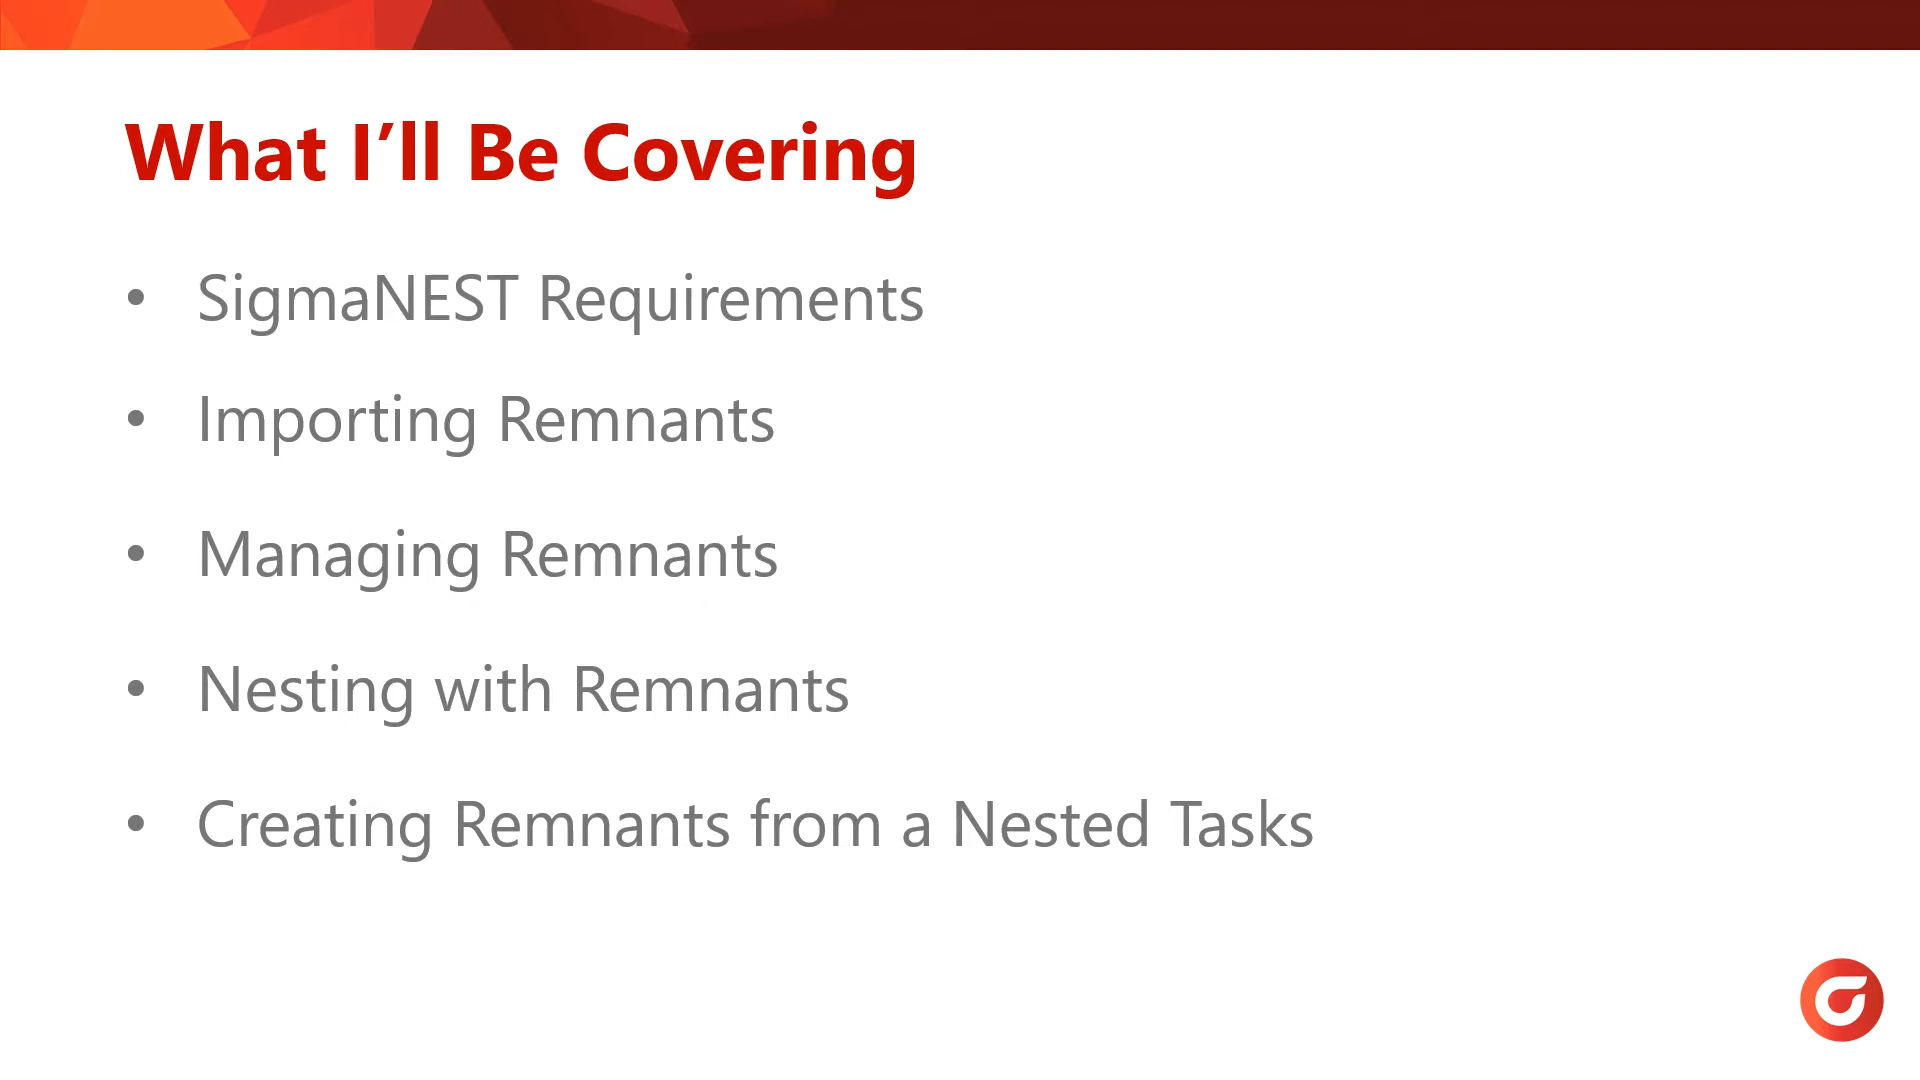 What I’ll Be Covering
• SigmaNEST Requirements
• Importing Remnants
• Managing Remnants
• Nesting with Remnants
• Creating Remnants from a Nested Tasks